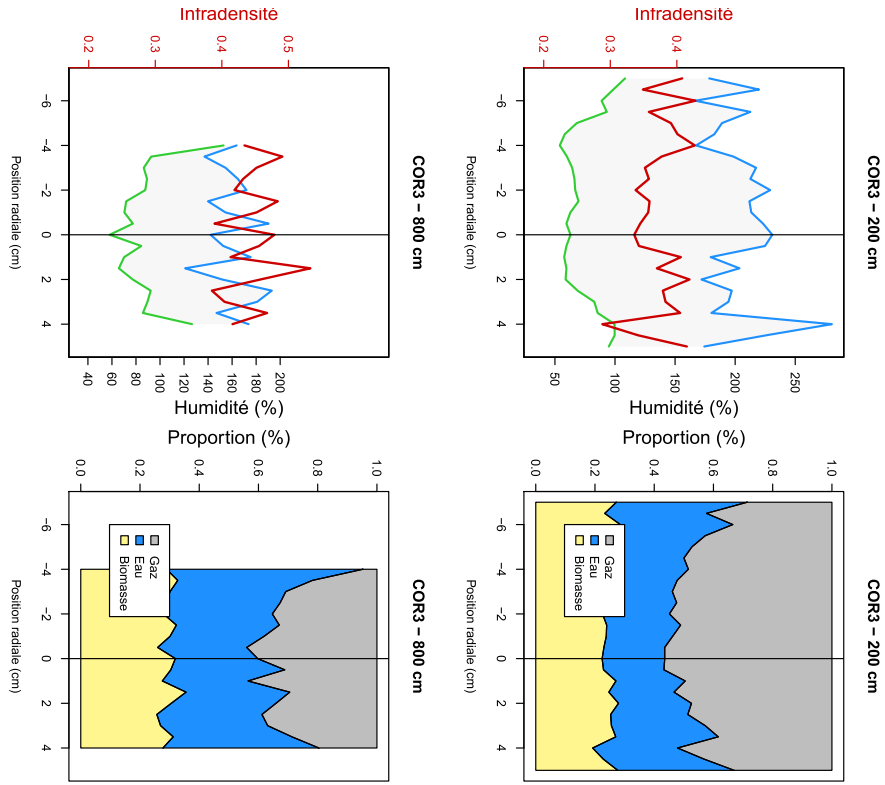 Infradensité
0.2 0.3 0.4 0.5
COR3 − 800 cm
−6 −4 −2 0 2 4
Position radiale (cm)
40 60 80 100 120 140 160 180 200
Humidité (%)
Infradensité
0.2 0.3 0.4
COR3 − 200 cm
−6 −4 −2 0 2 4
Position radiale (cm)
50 100 150 200 250
Humidité (%)
Proportion (%)
0.0 0.2 0.4 0.6 0.8 1.0
COR3 − 800 cm
−6 −4 −2 0 2 4
Position radiale (cm)
Gaz
Eau
Biomasse
Proportion (%)
0.0 0.2 0.4 0.6 0.8 1.0
COR3 − 200 cm
−6 −4 −2 0 2 4
Position radiale (cm)
Gaz
Eau
Biomasse